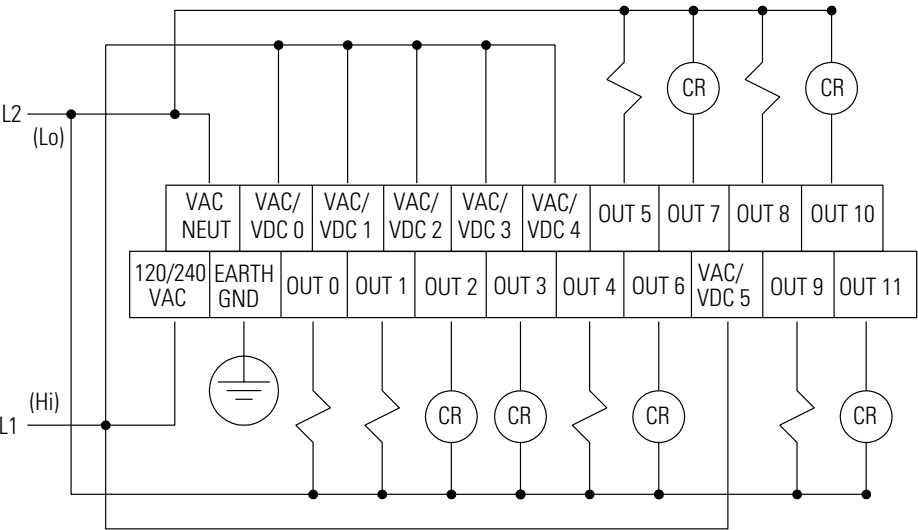 CR
CR
L2
(Lo)
VAC
NEUT
VAC/
VDC 0
VAC/
VDC 1
VAC/
VDC 2
VAC/
VDC 3
VAC/
VDC 4
OUT 5
OUT 7
OUT 8
OUT 10
120/240
VAC
EARTH
GND
OUT 0
OUT 1
OUT 2
OUT 3
OUT 4
OUT 6
VAC/
VDC 5
OUT 9
OUT 11
(Hi)
L1
CR
CR
CR
CR